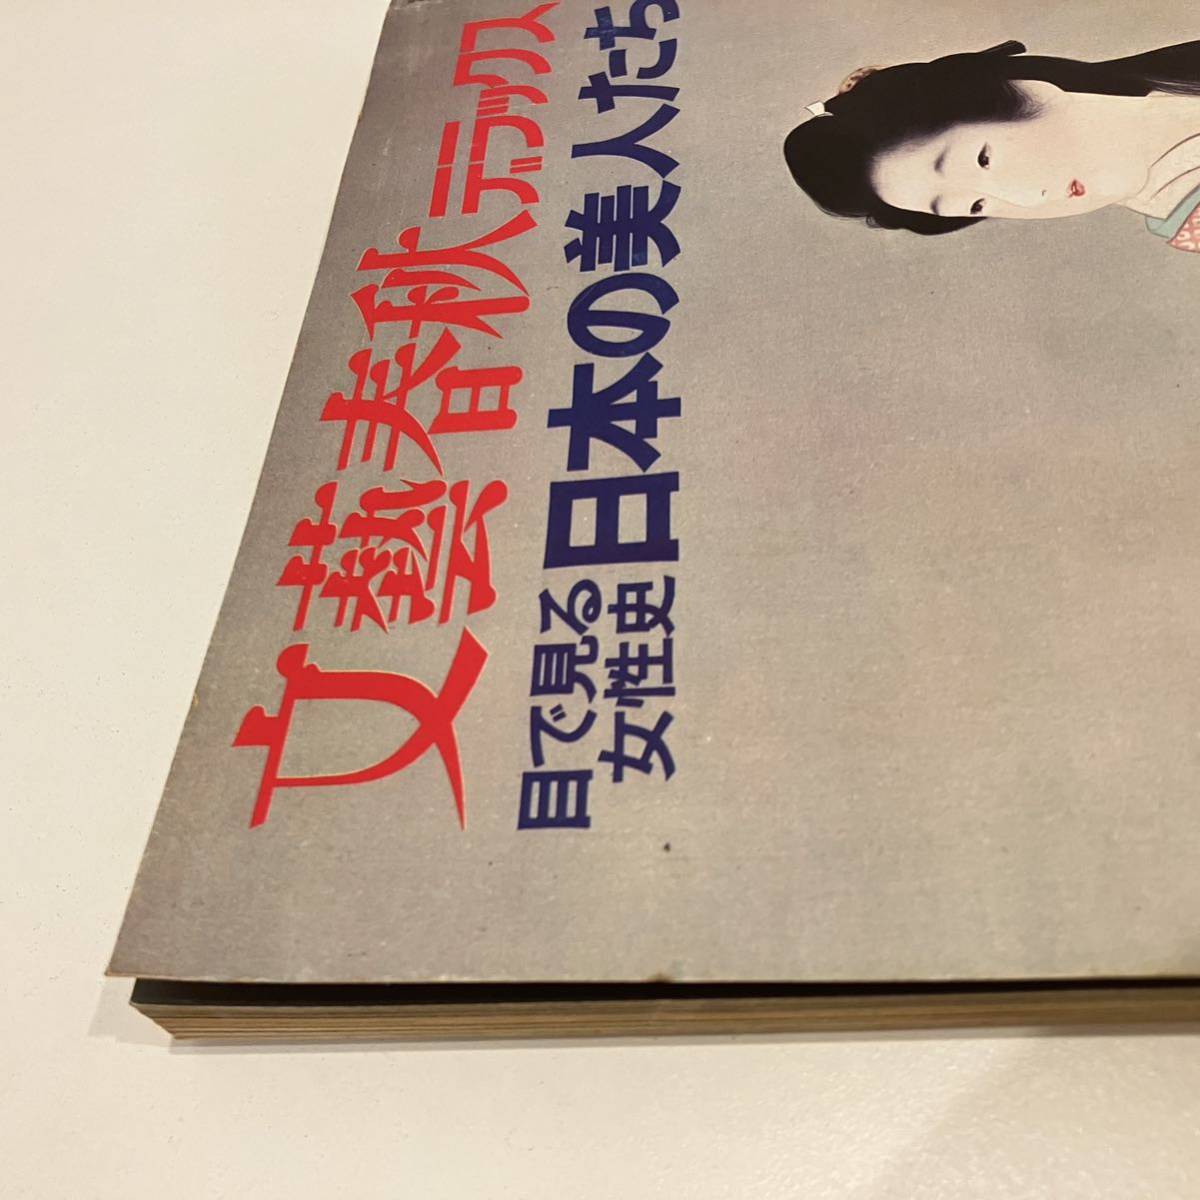 文藝春秋デラックス
目で見る
女性史
日本の美人たち